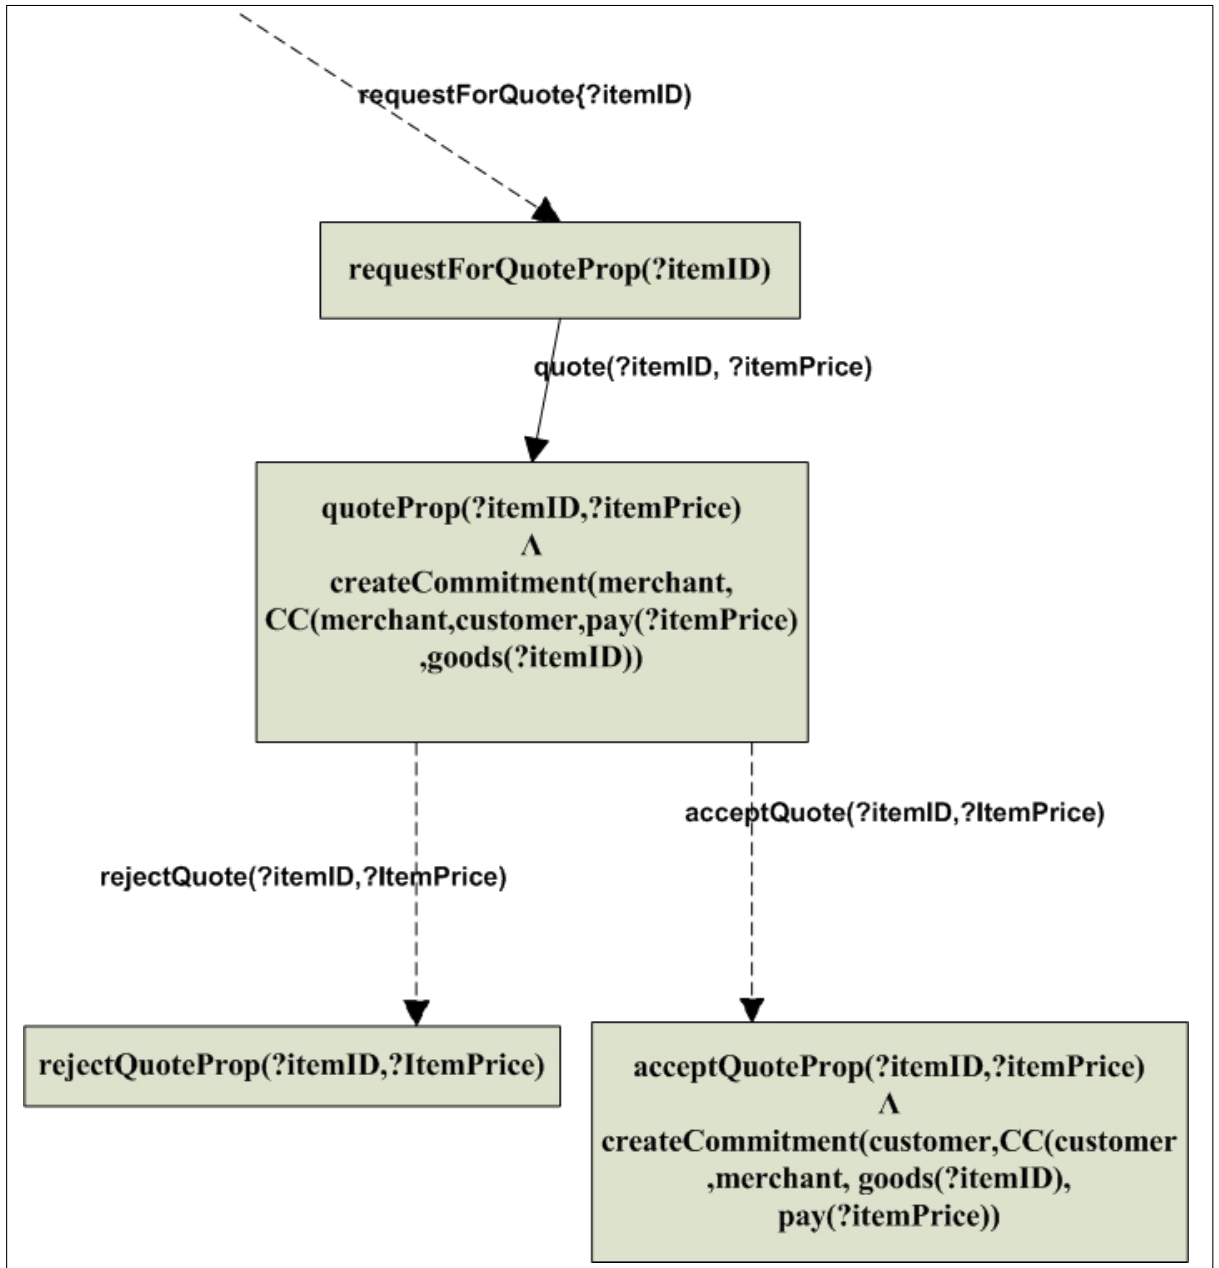 requestForQuote{?itemID)
requestForQuoteProp(?itemID)
quote(?itemID, ?itemPrice)
quoteProp(?itemID,?itemPrice)
Λ
createCommitment(merchant,
CC(merchant,customer,pay(?itemPrice)
,goods(?itemID))
acceptQuote(?itemID,?ItemPrice)
rejectQuote(?itemID,?ItemPrice)
rejectQuoteProp(?itemID,?ItemPrice)
acceptQuoteProp(?itemID,?itemPrice)
Λ
createCommitment(customer,CC(customer
,merchant, goods(?itemID),
pay(?itemPrice))